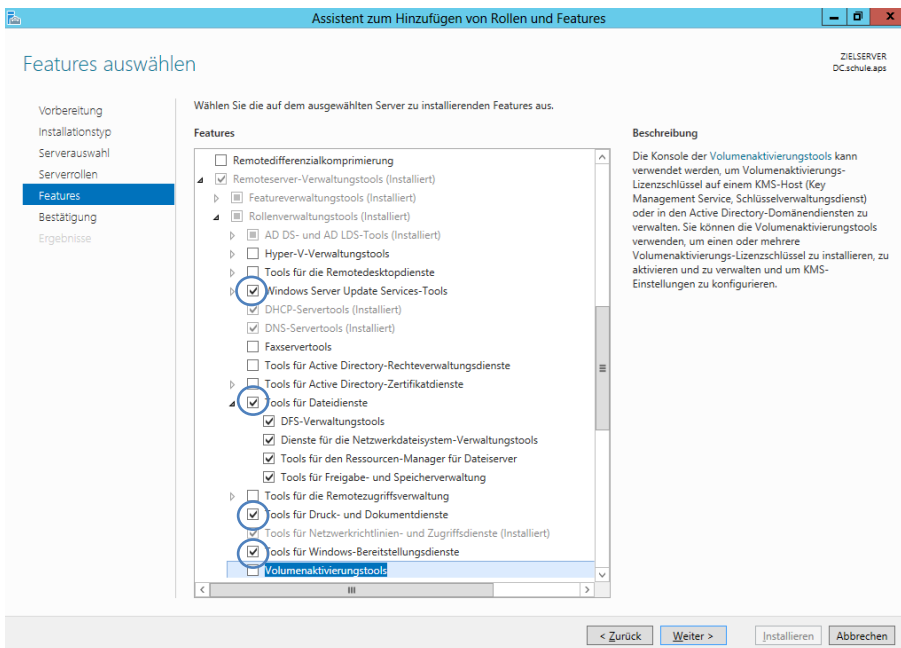 Assistent zum Hinzufügen von Rollen und Features
Features auswählen
ZIELSERVER
DC.schule.aps
Vorbereitung
Installationstyp
Serverauswahl
Serverrollen
Features
Bestätigung
Ergebnisse
Wählen Sie die auf dem ausgewählten Server zu installierenden Features aus.
Features
Remotedifferenzialkomprimierung
Remoteserver-Verwaltungstools (Installiert)
Featureverwaltungstools (Installiert)
Rollenverwaltungstools (Installiert)
AD DS- und AD LDS-Tools (Installiert)
Hyper-V-Verwaltungstools
Tools für die Remotedesktopdienste
Windows Server Update Services-Tools
DHCP-Servertools (Installiert)
DNS-Servertools (Installiert)
Faxservertools
Tools für Active Directory-Rechteverwaltungsdienste
Tools für Active Directory-Zertifikatdienste
Tools für Dateidienste
DFS-Verwaltungstools
Dienste für die Netzwerkdateisystem-Verwaltungstools
Tools für den Ressourcen-Manager für Dateiserver
Tools für Freigabe- und Speicherverwaltung
Tools für die Remotezugriffsverwaltung
Tools für Druck- und Dokumentdienste
Tools für Netzwerkrichtlinien- und Zugriffsdienste (Installiert)
Tools für Windows-Bereitstellungsdienste
Volumenaktivierungstools
Beschreibung
Die Konsole der Volumenaktivierungstools kann
verwendet werden, um Volumenaktivierungs-
Lizenzschlüssel auf einem KMS-Host (Key
Management Service, Schlüsselverwaltungsdienst)
oder in den Active Directory-Domänendiensten zu
verwalten. Sie können die Volumenaktivierungstools
verwenden, um einen oder mehrere
Volumenaktivierungs-Lizenzschlüssel zu installieren, zu
aktivieren und zu verwalten und um KMS-
Einstellungen zu konfigurieren.
< Zurück
Weiter >
Installieren
Abbrechen